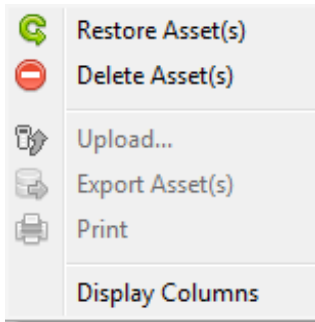 Restore Asset(s)
Delete Asset(s)
Upload...
Export Asset(s)
Print
Display Columns